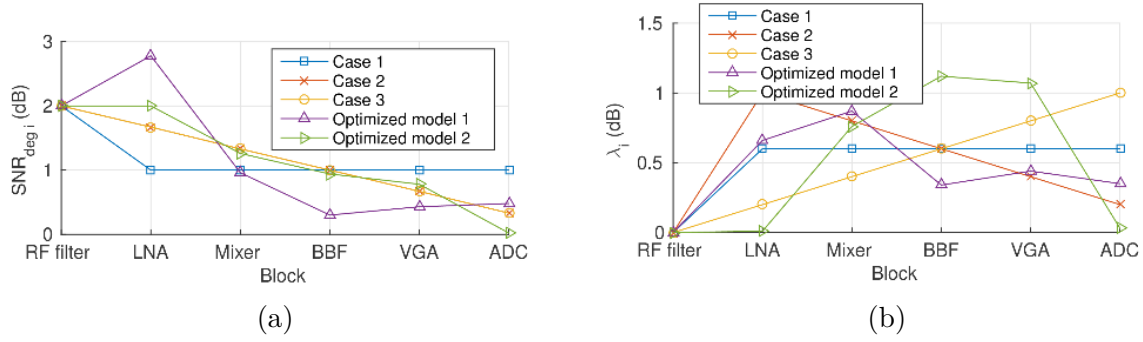 3
2
1
0
SNR_deg i (dB)
Case 1
Case 2
Case 3
Optimized model 1
Optimized model 2
RF filter LNA Mixer BBF VGA ADC
Block
(a)
1.5
1
0.5
0
λ_i (dB)
Case 1
Case 2
Case 3
Optimized model 1
Optimized model 2
RF filter LNA Mixer BBF VGA ADC
Block
(b)